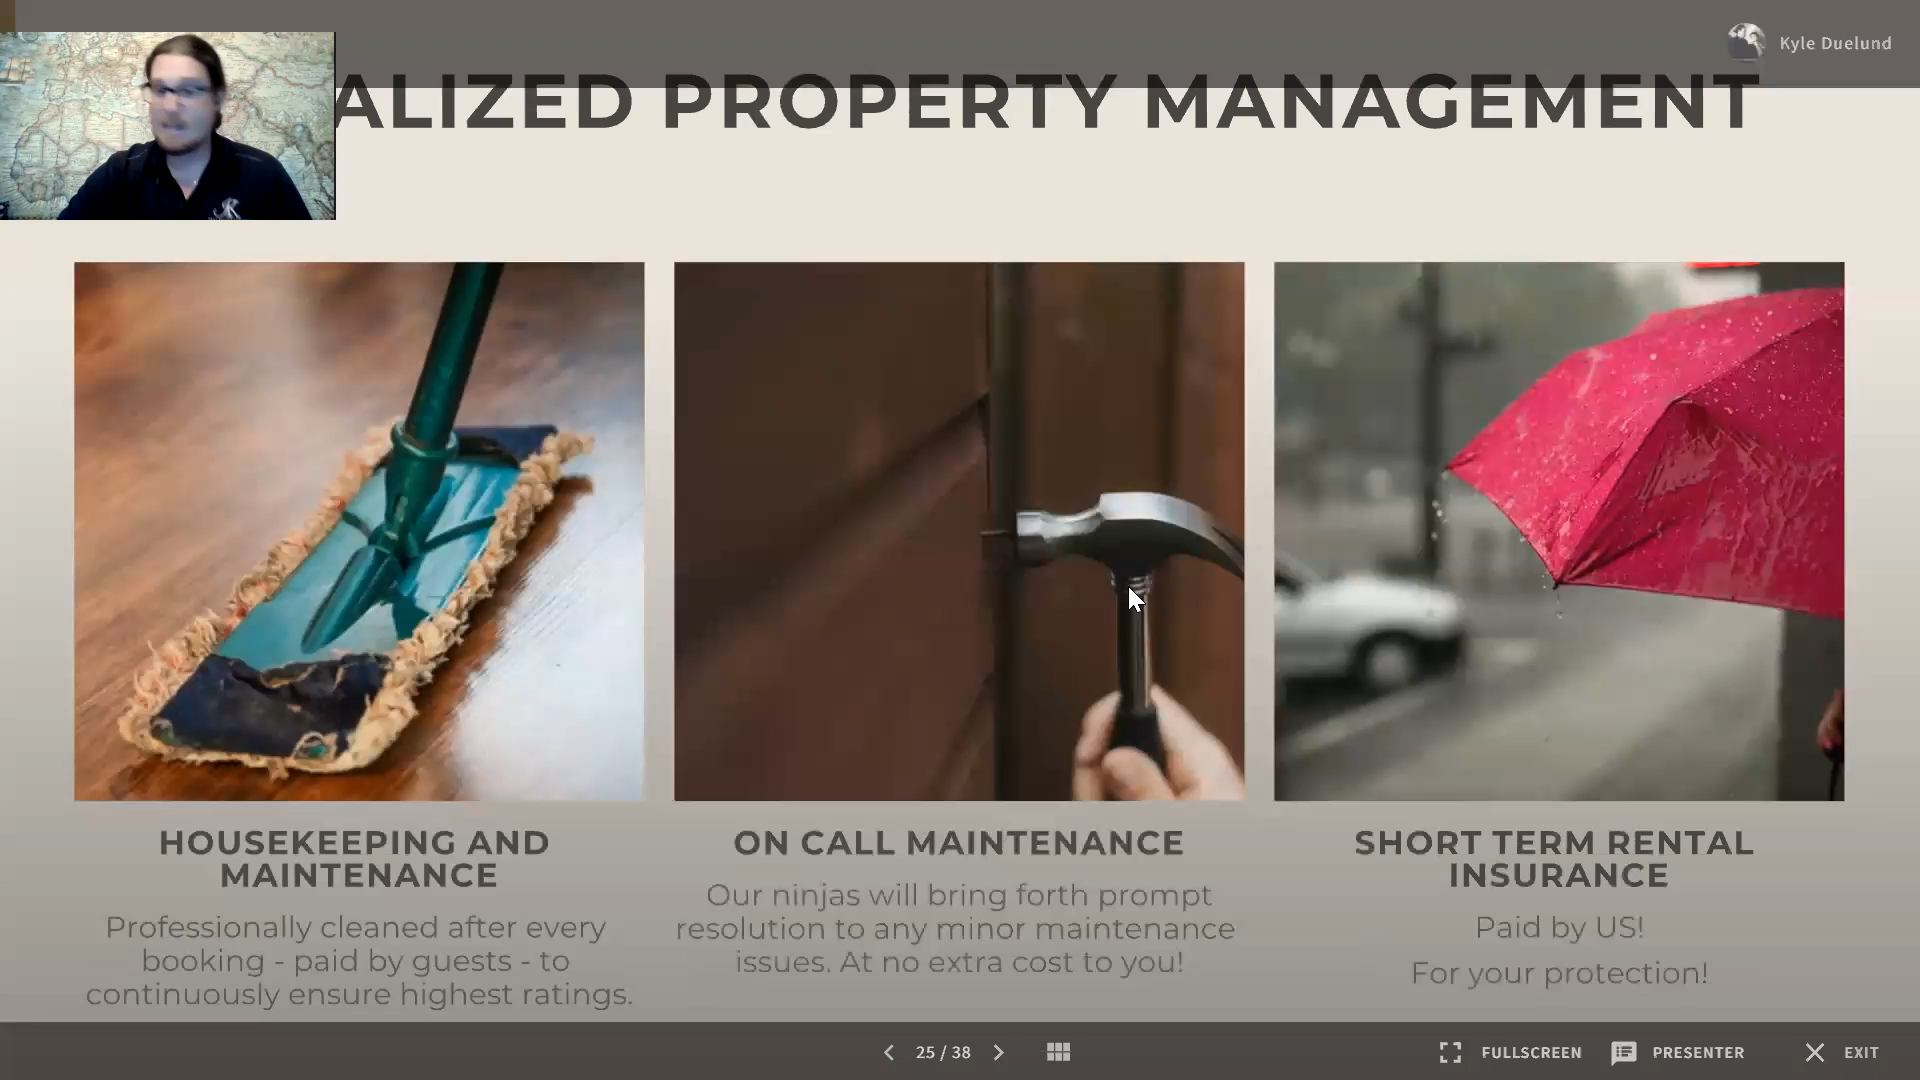 Kyle Duelund
ALIZED PROPERTY MANAGEMENT
HOUSEKEEPING AND
MAINTENANCE
Professionally cleaned after every
booking - paid by guests - to
continuously ensure highest ratings.
ON CALL MAINTENANCE
Our ninjas will bring forth prompt
resolution to any minor maintenance
issues. At no extra cost to you!
SHORT TERM RENTAL
INSURANCE
Paid by US!
For your protection!
25 / 38
FULLSCREEN
PRESENTER
EXIT